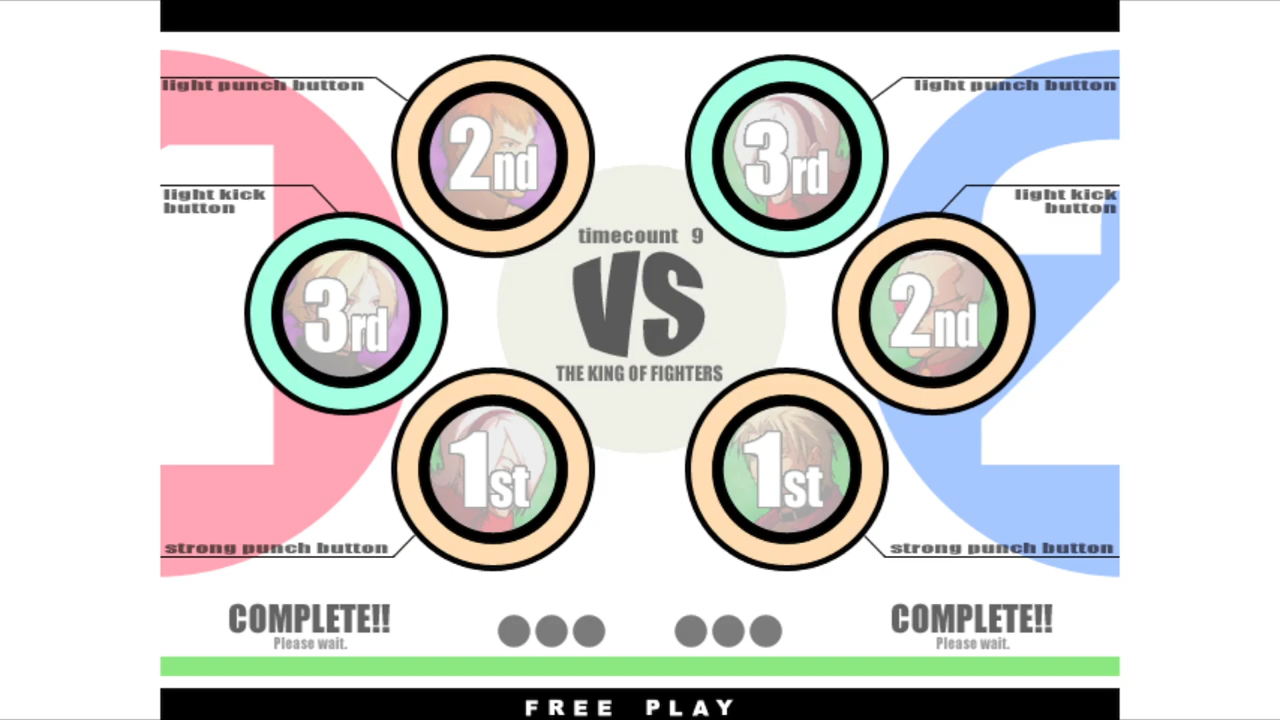 light punch button
light punch button
2nd
3rd
light kick
button
light kick
button
timecount 9
3rd
VS
2nd
THE KING OF FIGHTERS
1st
1st
strong punch button
strong punch button
COMPLETE!!
COMPLETE!!
Please wait.
Please wait.
FREE PLAY